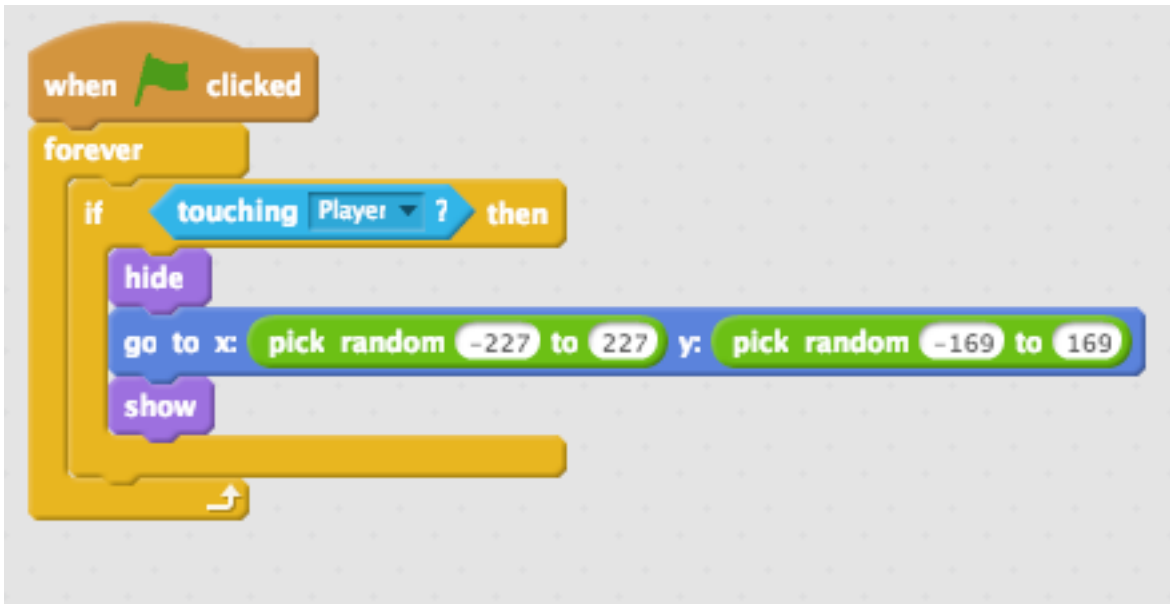 when clicked
forever
if touching Player ? then
hide
go to x: pick random -227 to 227 y: pick random -169 to 169
show